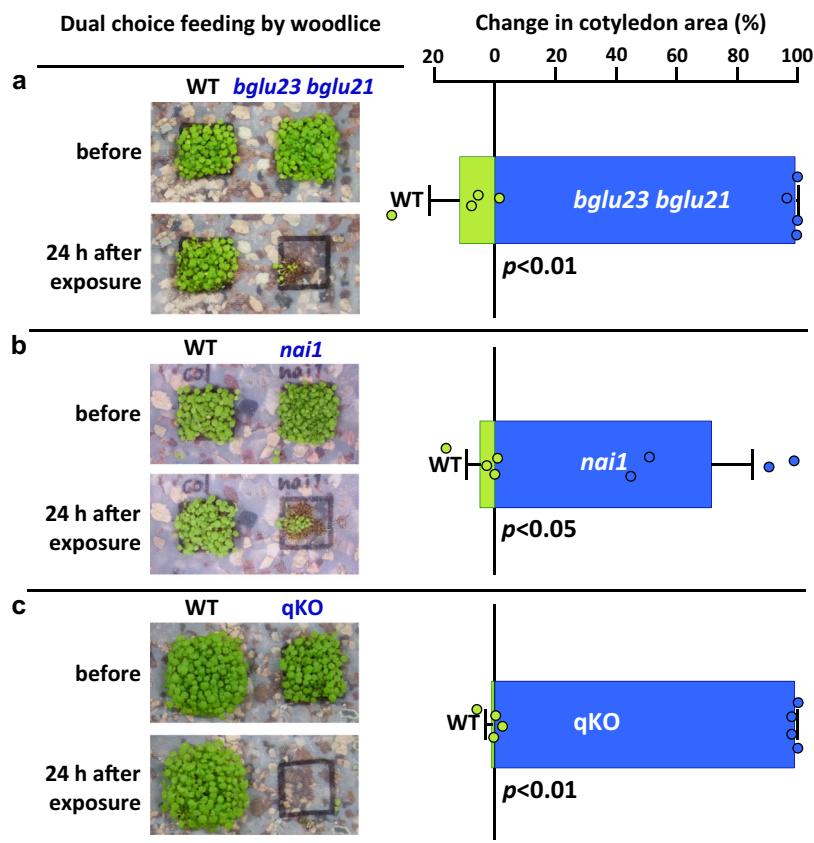 Dual choice feeding by woodlice
Change in cotyledon area (%)
20 0 20 40 60 80 100
a
WT bglu23 bglu21
before
24 h after
exposure
WT
bglu23 bglu21
p<0.01
b
WT nai1
col nai1
before
col nai1
24 h after
exposure
WT
nai1
p<0.05
c
WT qKO
before
24 h after
exposure
WT
qKO
p<0.01